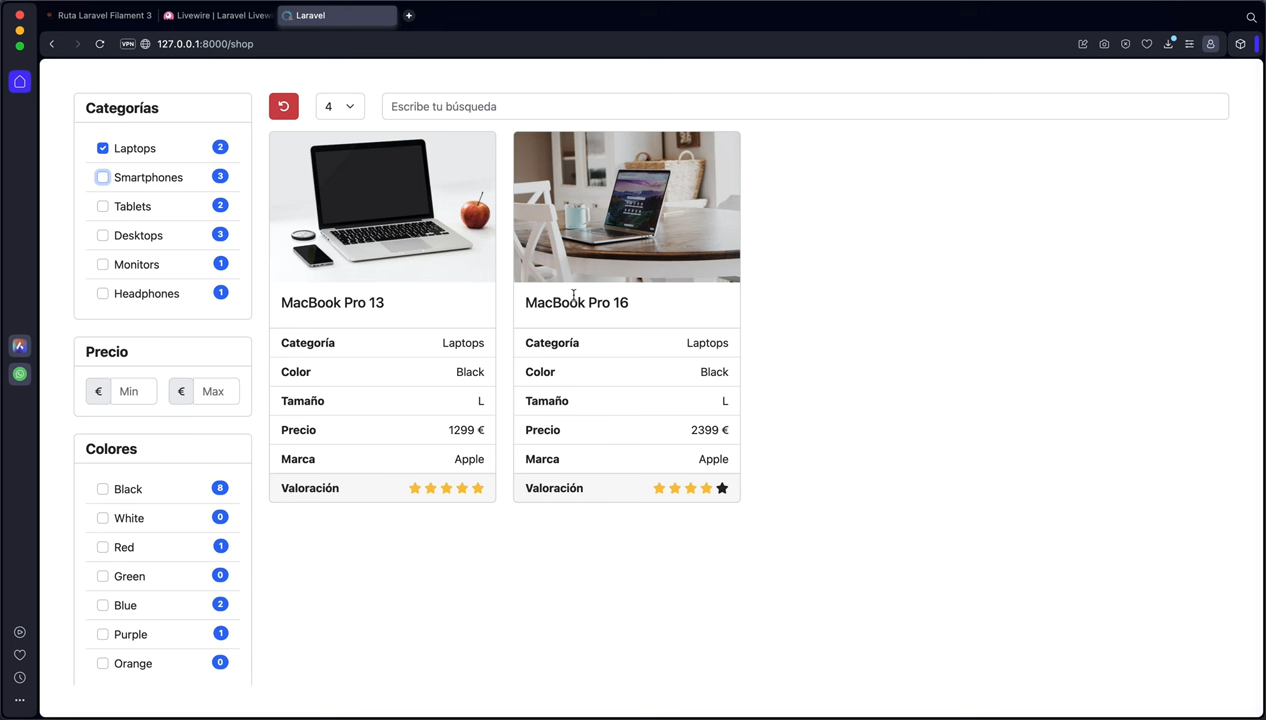 Ruta Laravel Filament 3
Livewire | Laravel Livew
Laravel
VPN
127.0.0.1:8000/shop
Categorías
Laptops 2
Smartphones 3
Tablets 2
Desktops 3
Monitors 1
Headphones 1
Precio
€ Min
€ Max
Colores
Black 8
White 0
Red 1
Green 0
Blue 2
Purple 1
Orange 0
4
Escribe tu búsqueda
MacBook Pro 13
Categoría Laptops
Color Black
Tamaño L
Precio 1299 €
Marca Apple
Valoración
MacBook Pro 16
Categoría Laptops
Color Black
Tamaño L
Precio 2399 €
Marca Apple
Valoración